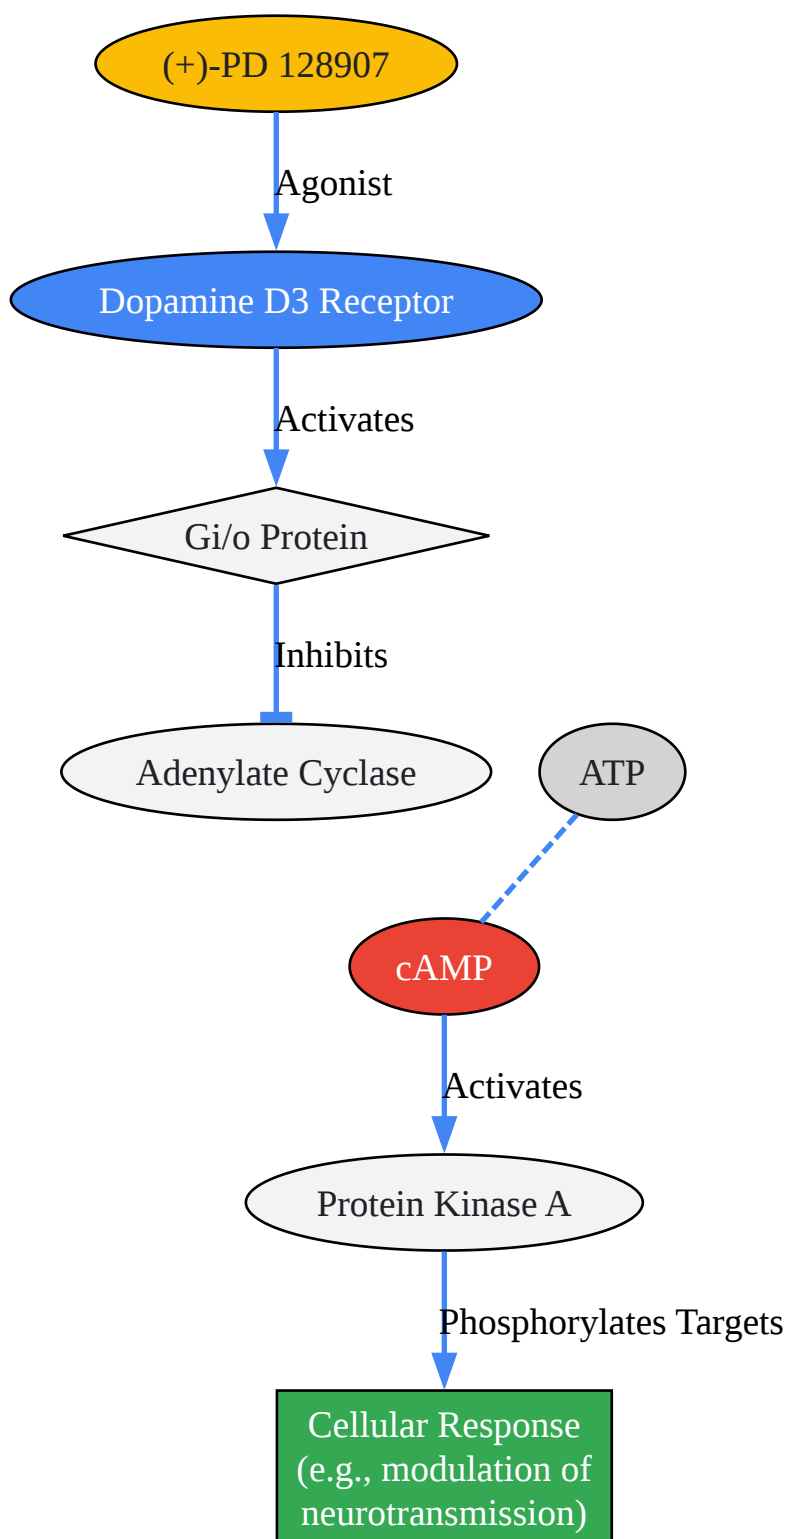 (+)-PD 128907
Agonist
Dopamine D3 Receptor
Activates
Gi/o Protein
Inhibits
Adenylate Cyclase
ATP
cAMP
Activates
Protein Kinase A
Phosphorylates Targets
Cellular Response
(e.g., modulation of
neurotransmission)